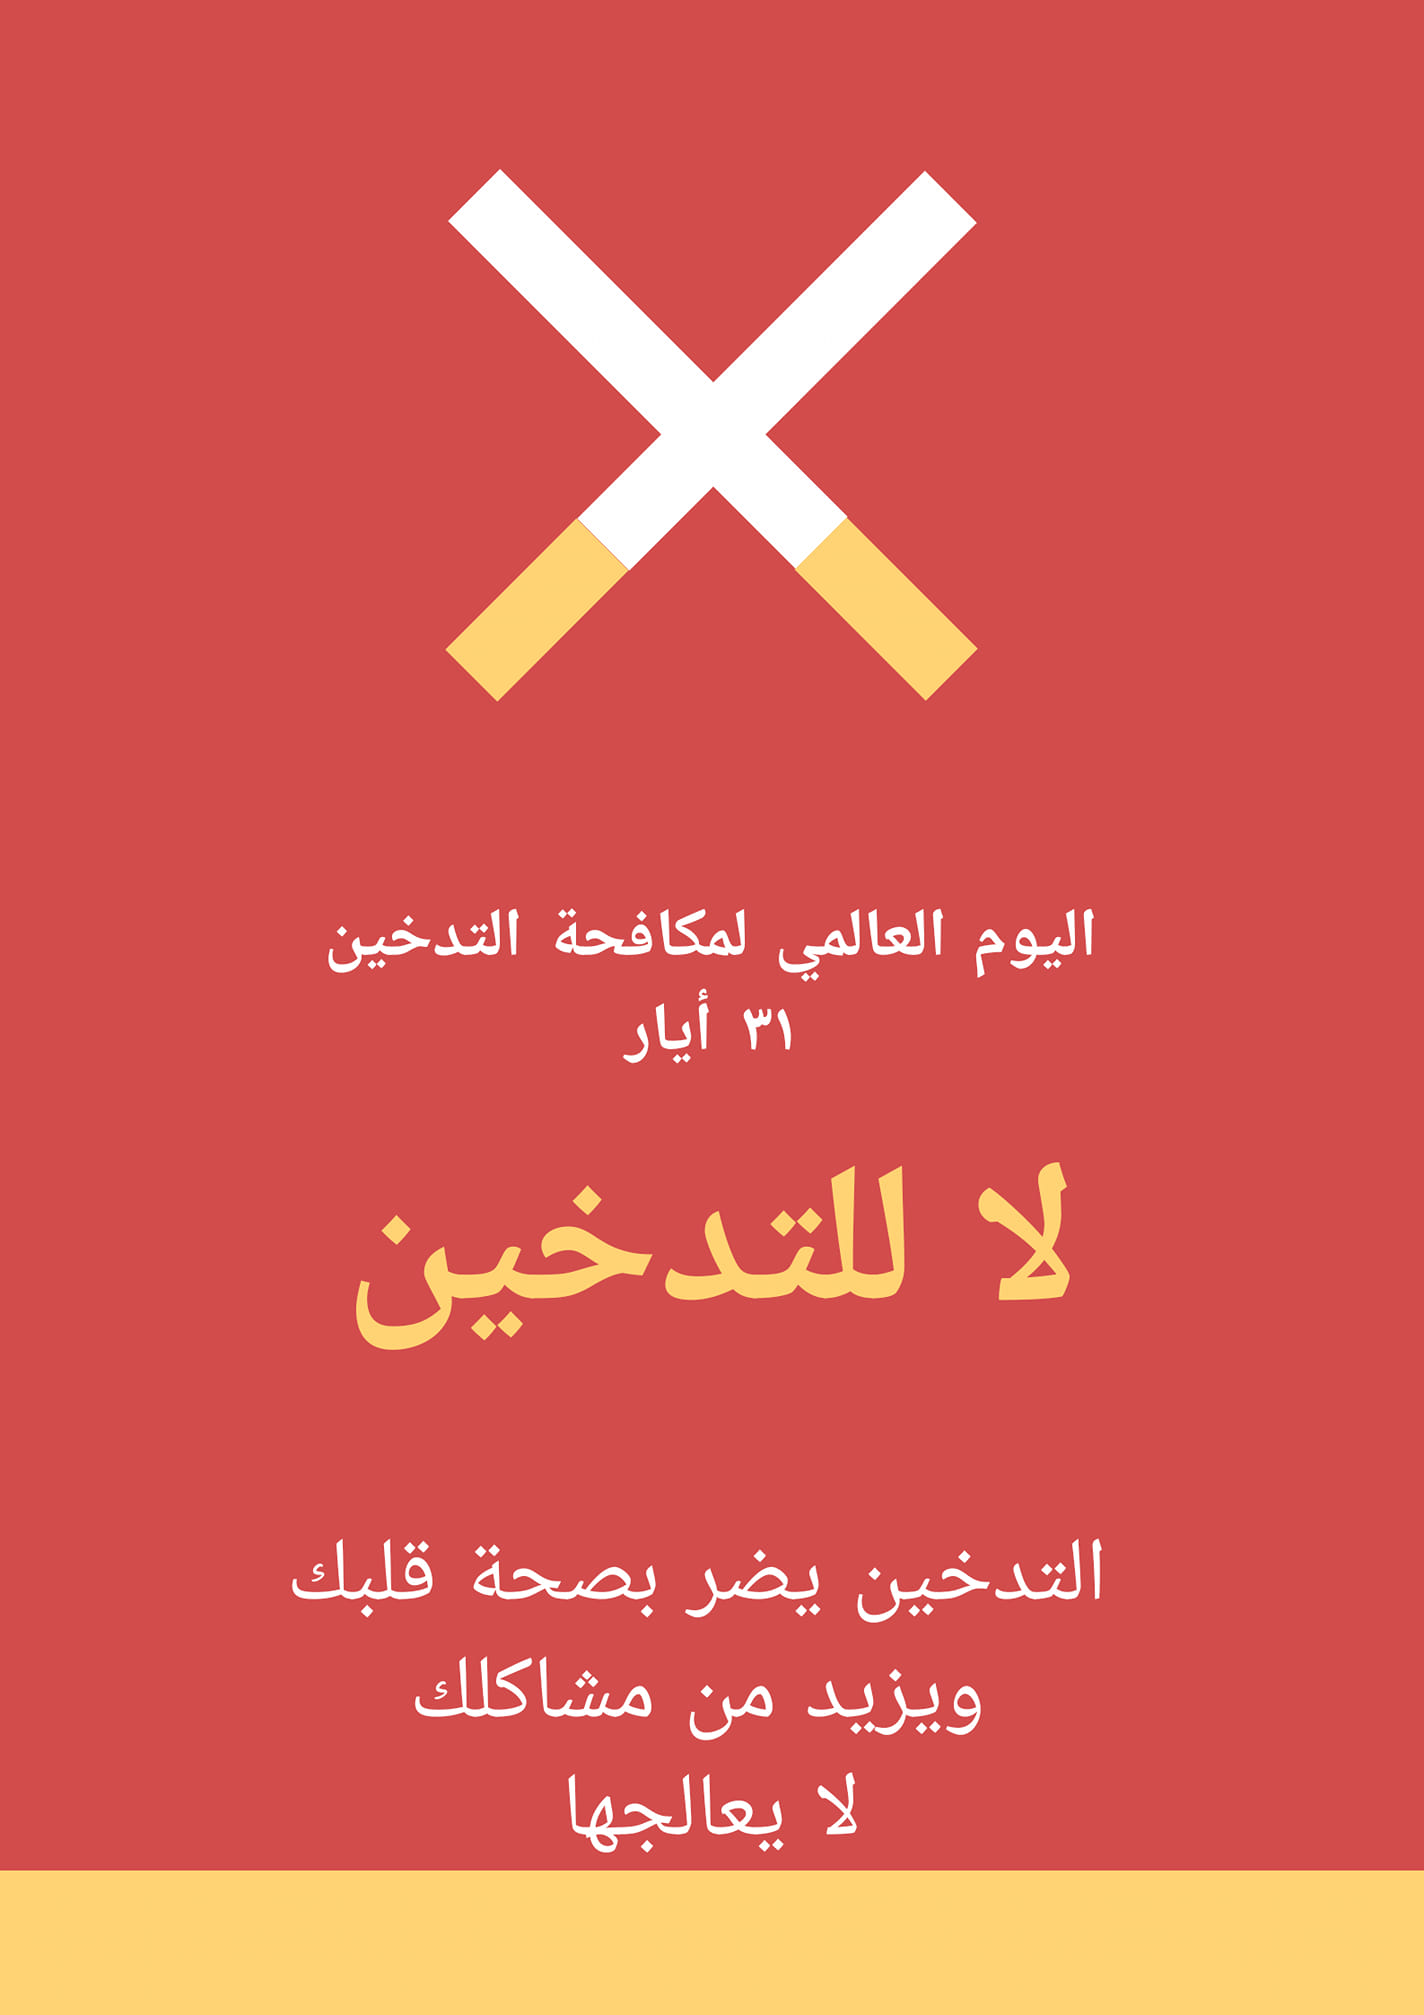 اليوم العالمي لمكافحة التدخين
٣١ أيار
لا للتدخين
التدخين يضر بصحة قلبك
ويزيد من مشاكلك
لا يعالجها